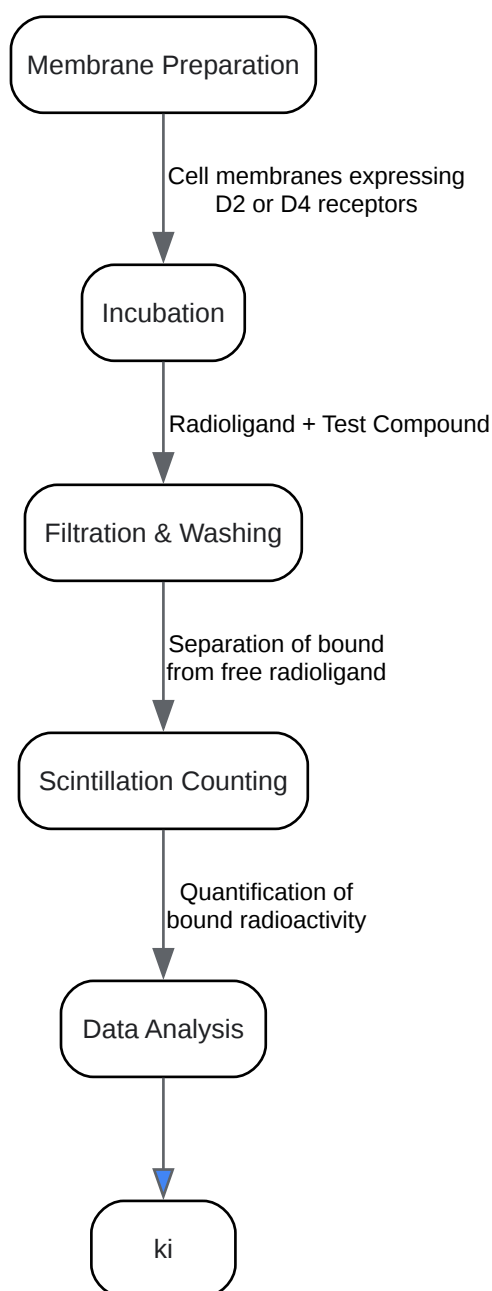 Membrane Preparation
Cell membranes expressing
D2 or D4 receptors
Incubation
Radioligand + Test Compound
Filtration & Washing
Separation of bound
from free radioligand
Scintillation Counting
Quantification of
bound radioactivity
Data Analysis
ki